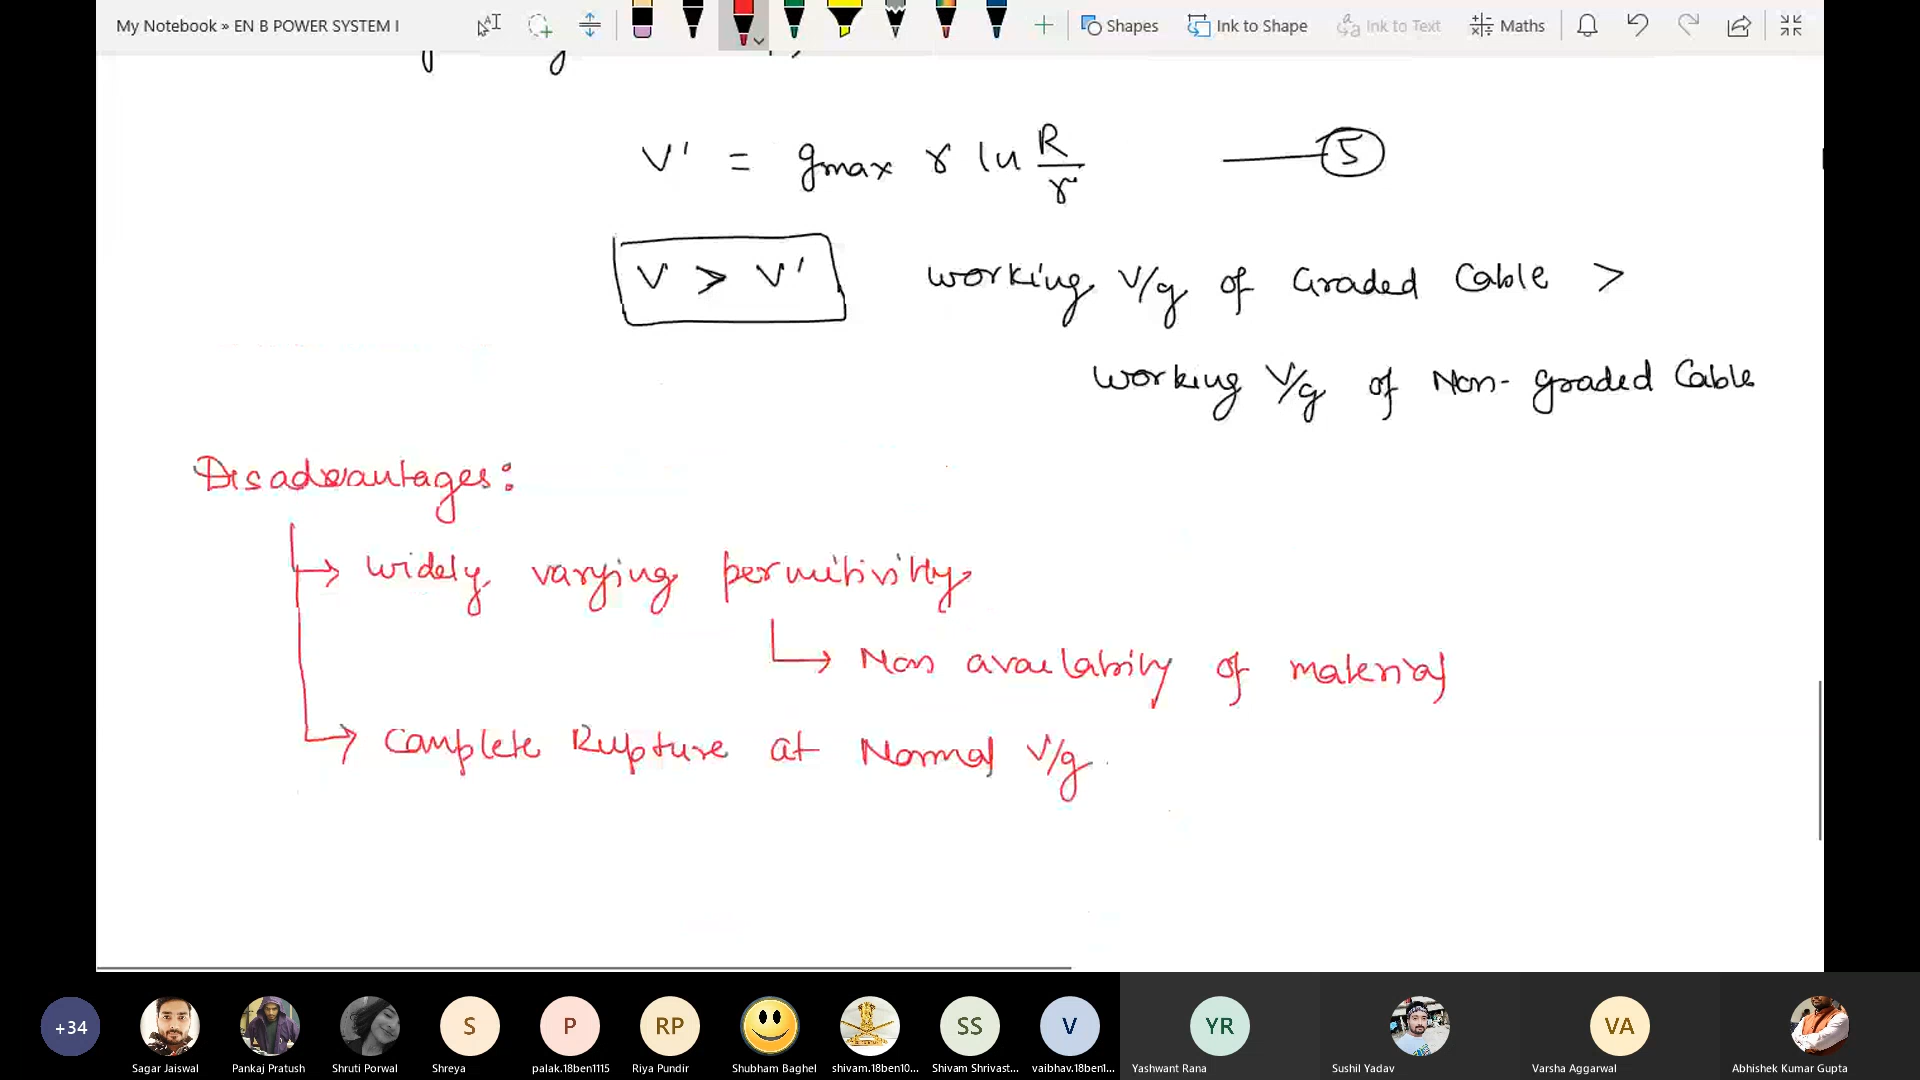 My Notebook » EN B POWER SYSTEM I
Shapes
Ink to Shape
Ink to Text
Maths
V' = gmax r ln R/r — 5
V > V' working V/g of Graded Cable >
working V/g of Non-graded Cable
Disadvantages:
→ widely varying permitivitty
→ Non availability of material
→ Complete Rupture at Normal V/g.
+34
S
P
RP
SS
V
YR
VA
Sagar Jaiswal
Pankaj Pratush
Shruti Porwal
Shreya
palak.18ben1115
Riya Pundir
Shubham Baghel
shivam.18ben10...
Shivam Shrivast...
vaibhav.18ben1...
Yashwant Rana
Sushil Yadav
Varsha Aggarwal
Abhishek Kumar Gupta